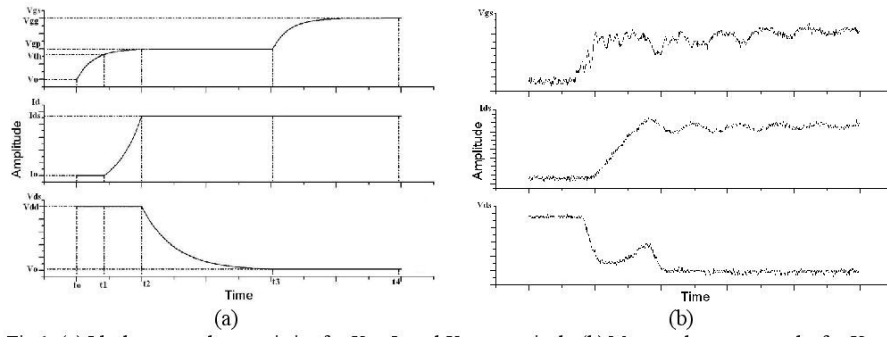 (a)
Vgs
Vgg
Vgp
Vth
Vo
Id
Ids
Io
Amplitude
Vds
Vdd
Vo
to t1 t2 t3 t4
Time
(a)
(b)
Vgs
Ids
Amplitude
Vds
Time
(b)